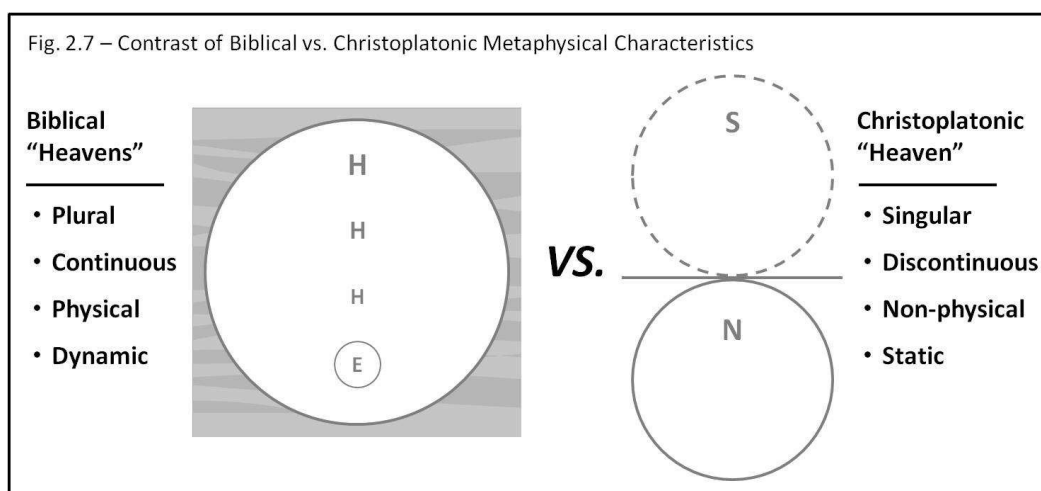 Fig. 2.7 – Contrast of Biblical vs. Christoplatonic Metaphysical Characteristics
Biblical
“Heavens”
• Plural
• Continuous
• Physical
• Dynamic
H
H
H
E
VS.
S
N
Christoplatonic
“Heaven”
• Singular
• Discontinuous
• Non-physical
• Static